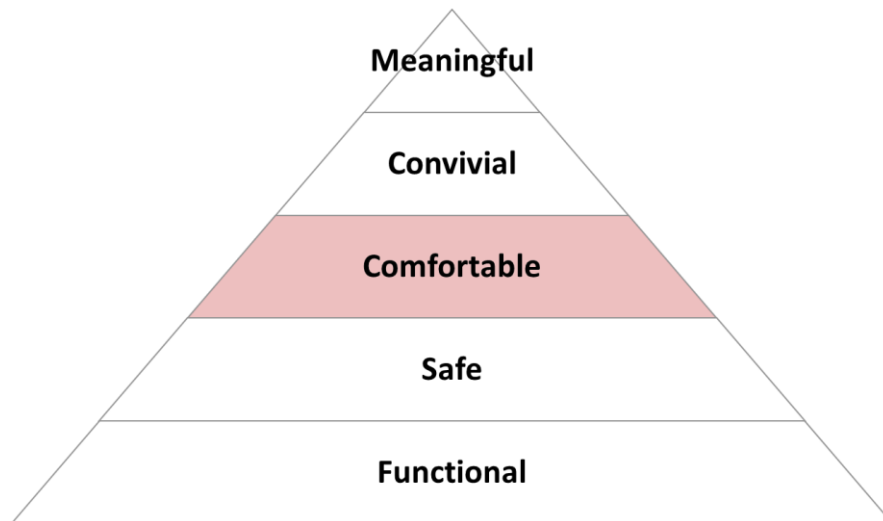 Meaningful
Convivial
Comfortable
Safe
Functional